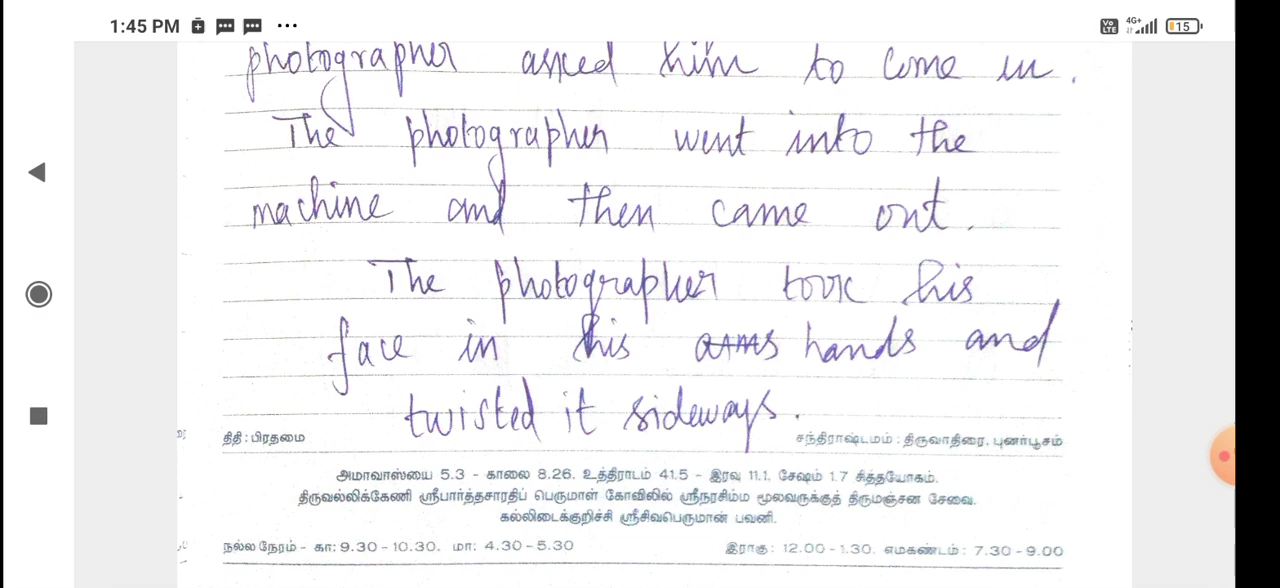 1:45 PM
Vo LTE 4G+ 15
photographer asked him to come in.
The photographer went into the
machine and then came out.
The photographer took his
face in his arms hands and
twisted it sideways.
திதி : பிரதமை சந்திராஷ்டமம் : திருவாதிரை, புனர்பூசம்
அமாவாஸ்யை 5.3 - காலை 8.26. உத்திராடம் 41.5 - இரவு 11.1. சேஷம் 1.7 சித்தயோகம்.
திருவல்லிக்கேணி ஸ்ரீபார்த்தசாரதிப் பெருமாள் கோவிலில் ஸ்ரீநரசிம்ம மூலவருக்குத் திருமஞ்சன சேவை.
கல்லிடைக்குறிச்சி ஸ்ரீசிவபெருமான் பவனி.
நல்ல நேரம் - கா: 9.30 - 10.30. மா: 4.30 - 5.30 இராகு : 12.00 - 1.30. எமகண்டம் : 7.30 - 9.00